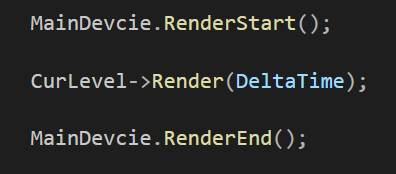 MainDevcie.RenderStart();
CurLevel->Render(DeltaTime);
MainDevcie.RenderEnd();